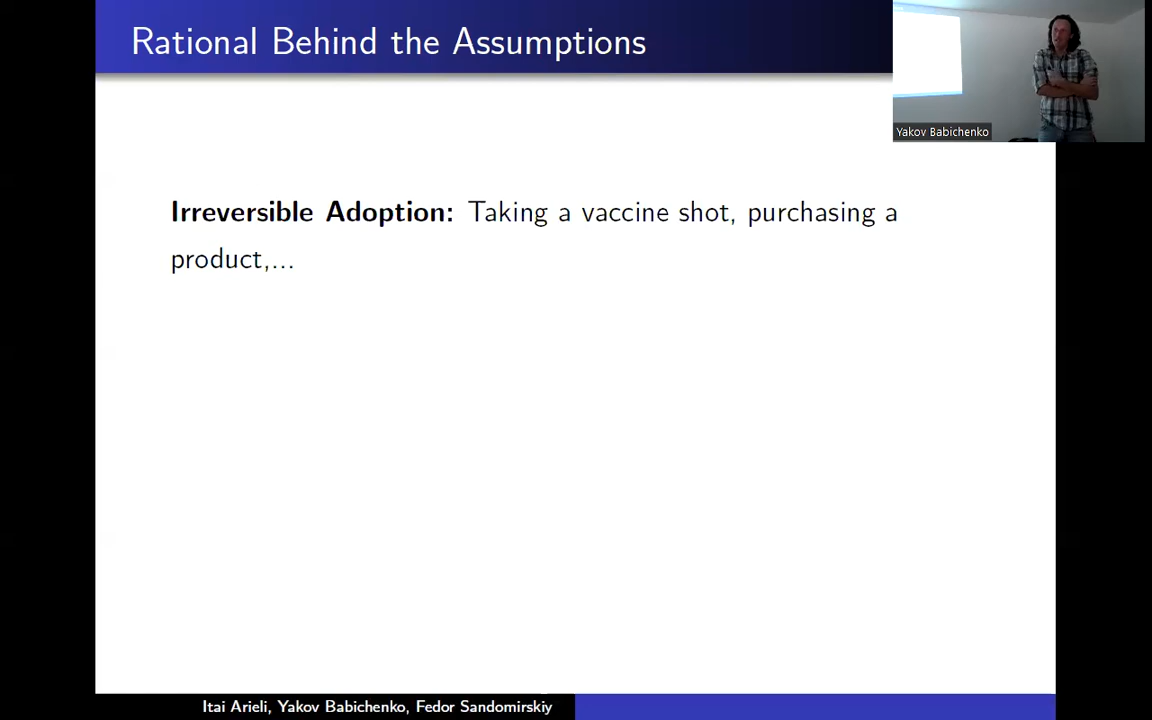 Rational Behind the Assumptions
Yakov Babichenko
Irreversible Adoption: Taking a vaccine shot, purchasing a
product,...
Itai Arieli, Yakov Babichenko, Fedor Sandomirskiy